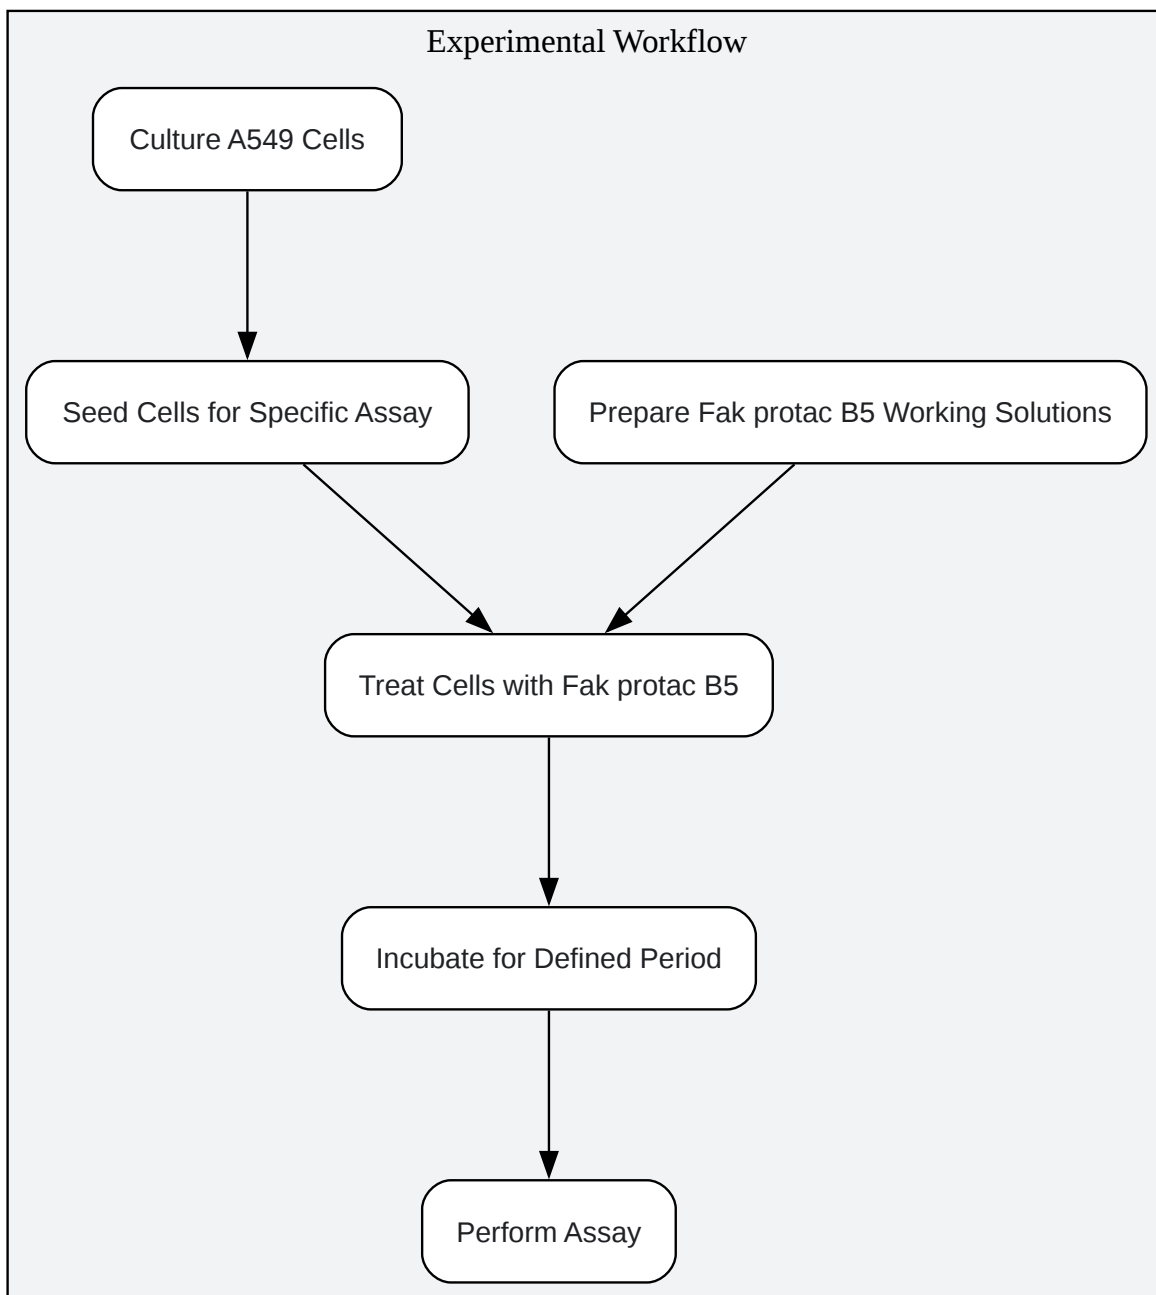 Experimental Workflow
Culture A549 Cells
Seed Cells for Specific Assay
Prepare Fak protac B5 Working Solutions
Treat Cells with Fak protac B5
Incubate for Defined Period
Perform Assay